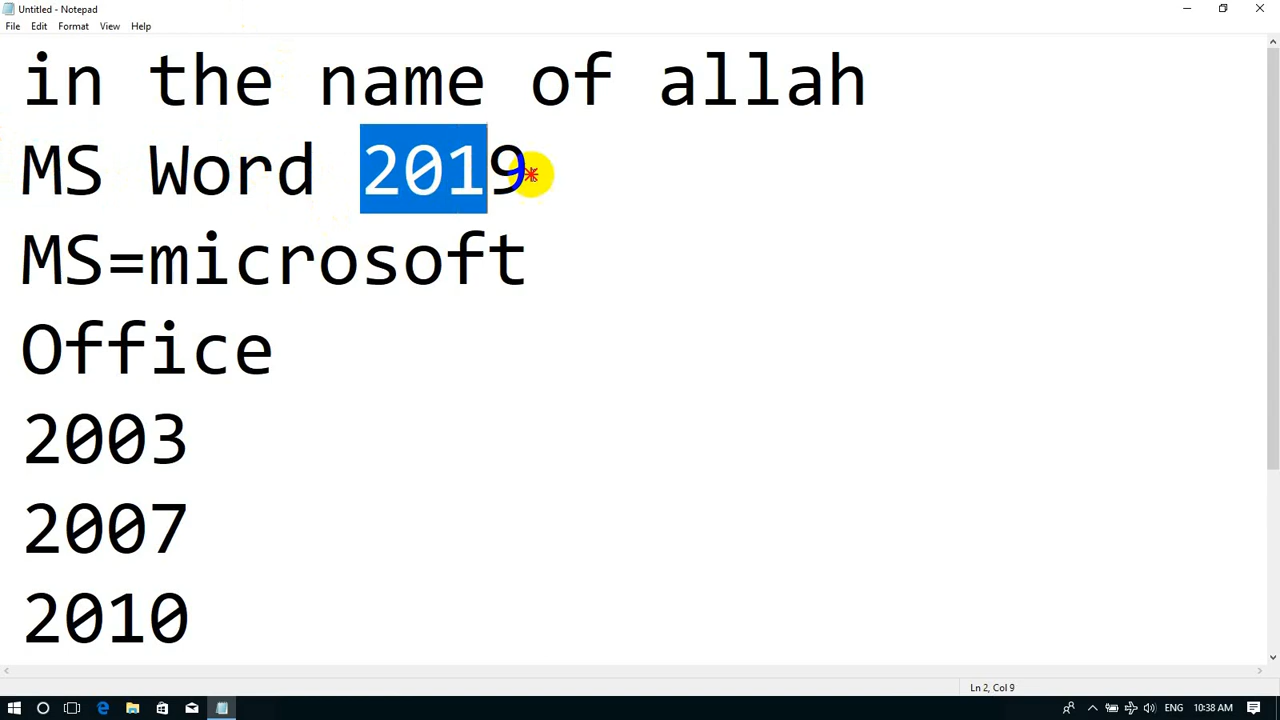 Untitled - Notepad
File Edit Format View Help
in the name of allah
MS Word 2019
MS=microsoft
Office
2003
2007
2010
Ln 2, Col 9
ENG 10:38 AM